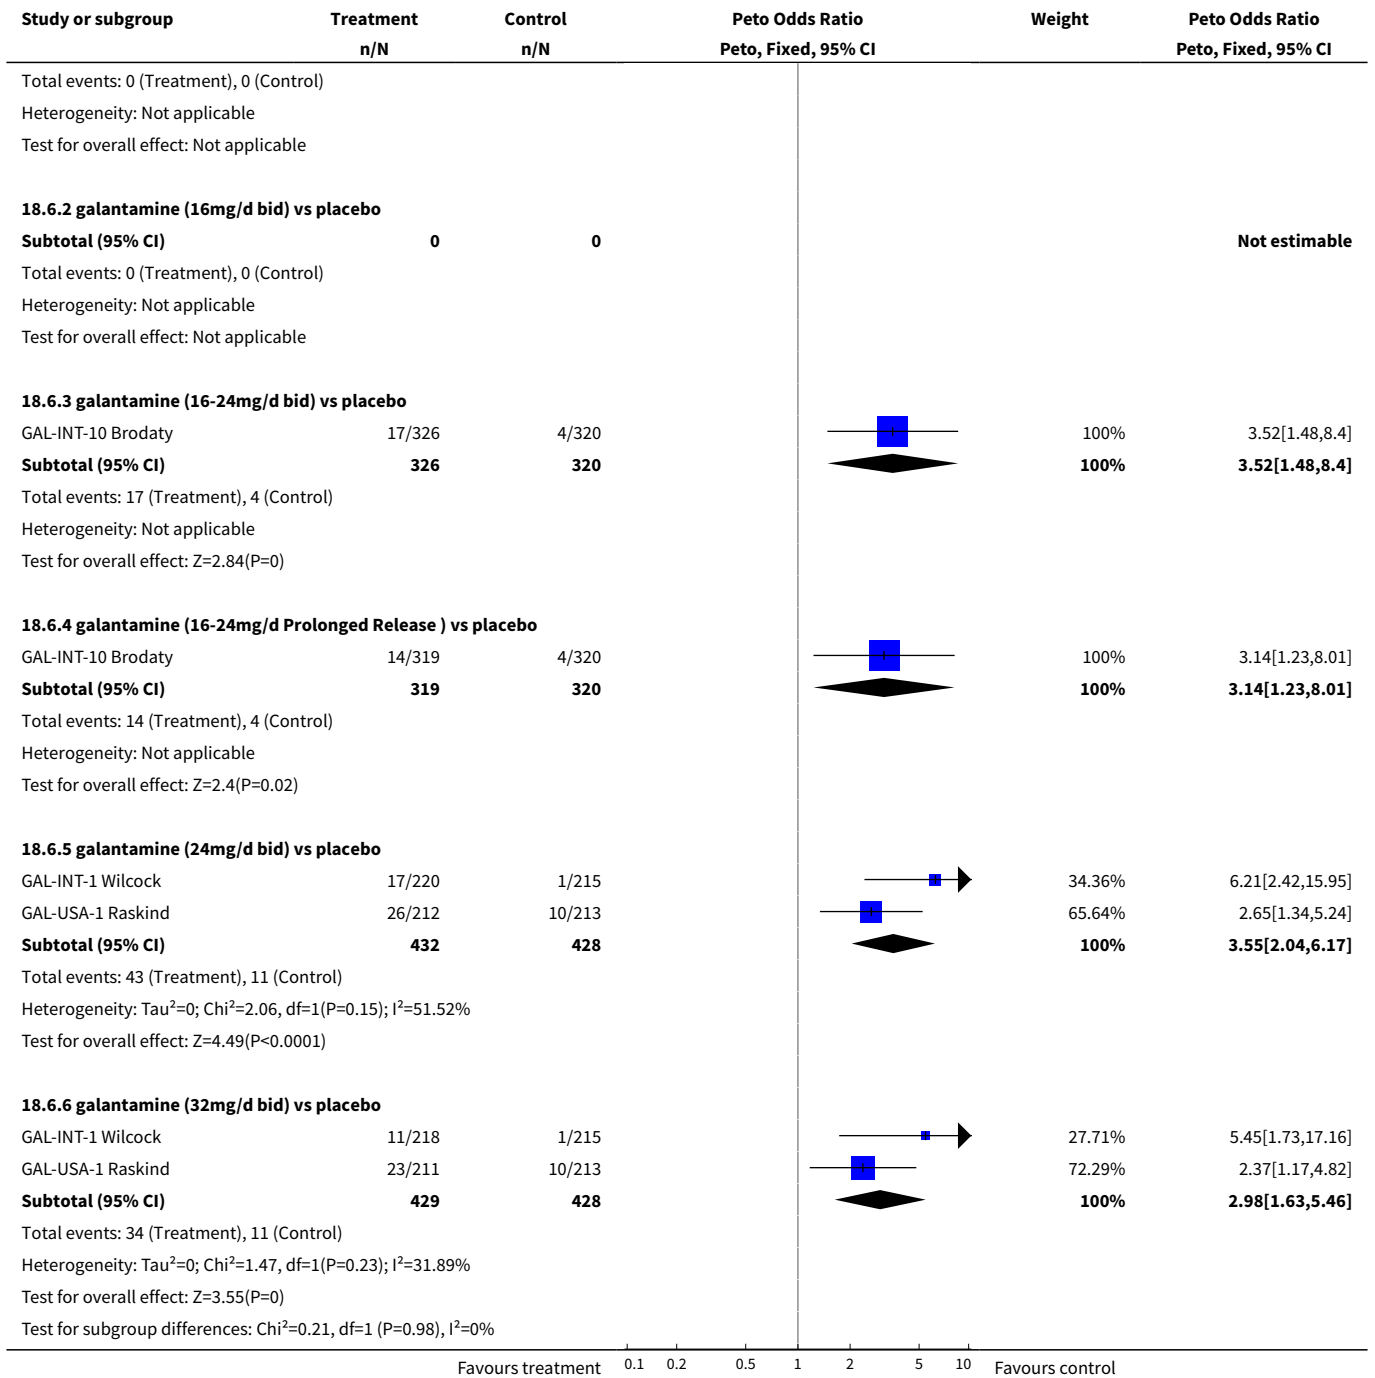 Study or subgroup Treatment Control Peto Odds Ratio Weight Peto Odds Ratio
n/N n/N Peto, Fixed, 95% CI Peto, Fixed, 95% CI
Total events: 0 (Treatment), 0 (Control)
Heterogeneity: Not applicable
Test for overall effect: Not applicable
18.6.2 galantamine (16mg/d bid) vs placebo
Subtotal (95% CI) 0 0 Not estimable
Total events: 0 (Treatment), 0 (Control)
Heterogeneity: Not applicable
Test for overall effect: Not applicable
18.6.3 galantamine (16-24mg/d bid) vs placebo
GAL-INT-10 Brodaty 17/326 4/320 100% 3.52[1.48,8.4]
Subtotal (95% CI) 326 320 100% 3.52[1.48,8.4]
Total events: 17 (Treatment), 4 (Control)
Heterogeneity: Not applicable
Test for overall effect: Z=2.84(P=0)
18.6.4 galantamine (16-24mg/d Prolonged Release ) vs placebo
GAL-INT-10 Brodaty 14/319 4/320 100% 3.14[1.23,8.01]
Subtotal (95% CI) 319 320 100% 3.14[1.23,8.01]
Total events: 14 (Treatment), 4 (Control)
Heterogeneity: Not applicable
Test for overall effect: Z=2.4(P=0.02)
18.6.5 galantamine (24mg/d bid) vs placebo
GAL-INT-1 Wilcock 17/220 1/215 34.36% 6.21[2.42,15.95]
GAL-USA-1 Raskind 26/212 10/213 65.64% 2.65[1.34,5.24]
Subtotal (95% CI) 432 428 100% 3.55[2.04,6.17]
Total events: 43 (Treatment), 11 (Control)
Heterogeneity: Tau²=0; Chi²=2.06, df=1(P=0.15); I²=51.52%
Test for overall effect: Z=4.49(P<0.0001)
18.6.6 galantamine (32mg/d bid) vs placebo
GAL-INT-1 Wilcock 11/218 1/215 27.71% 5.45[1.73,17.16]
GAL-USA-1 Raskind 23/211 10/213 72.29% 2.37[1.17,4.82]
Subtotal (95% CI) 429 428 100% 2.98[1.63,5.46]
Total events: 34 (Treatment), 11 (Control)
Heterogeneity: Tau²=0; Chi²=1.47, df=1(P=0.23); I²=31.89%
Test for overall effect: Z=3.55(P=0)
Test for subgroup differences: Chi²=0.21, df=1 (P=0.98), I²=0%
Favours treatment 0.1 0.2 0.5 1 2 5 10 Favours control